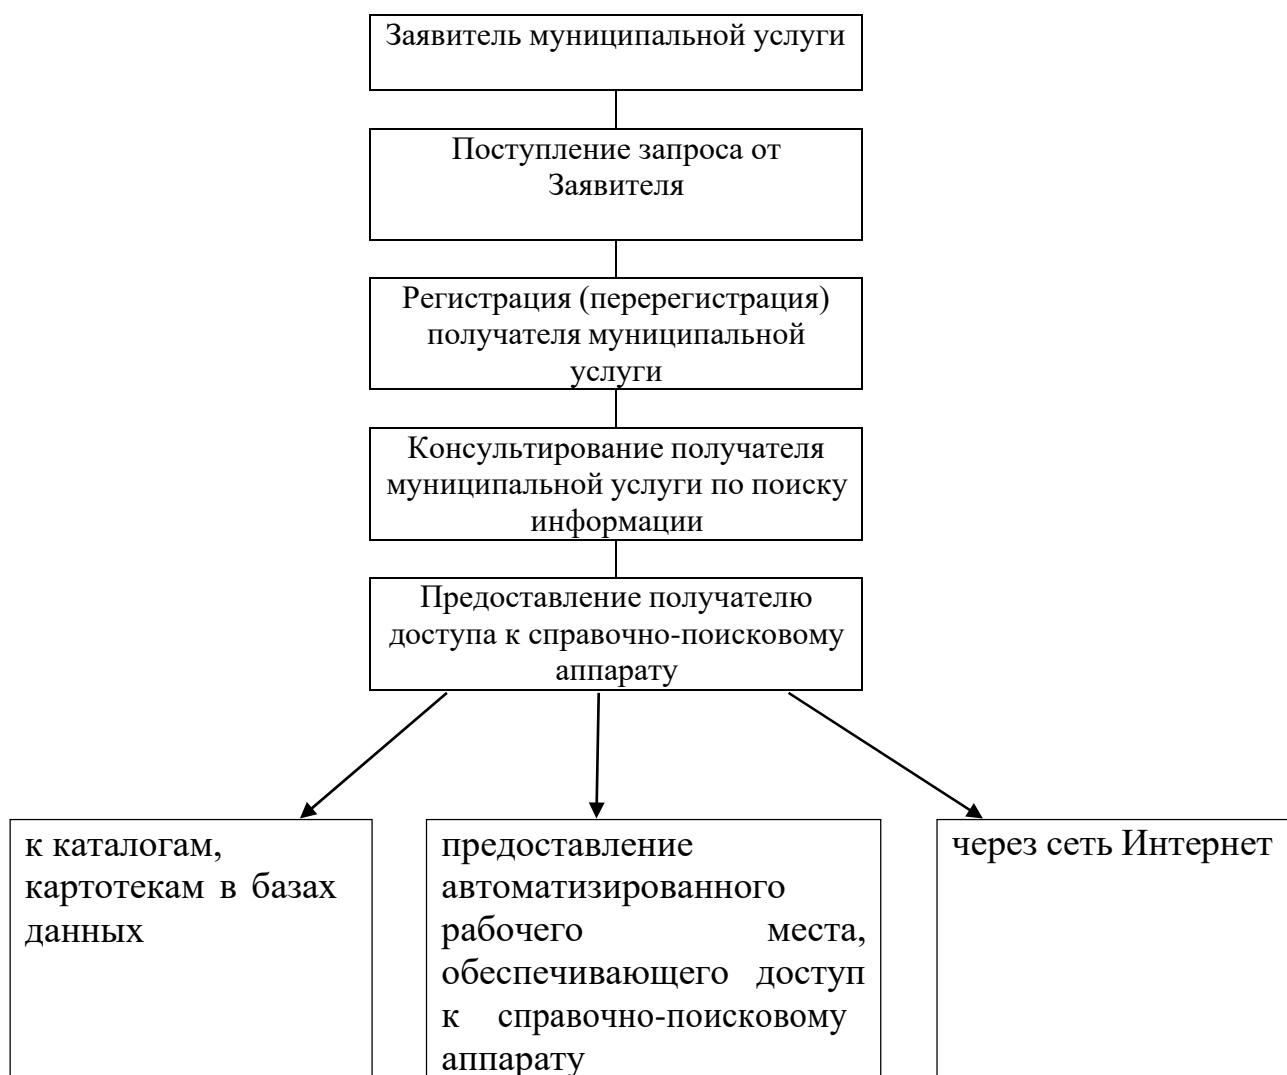 Заявитель муниципальной услуги
Поступление запроса от
Заявителя
Регистрация (перерегистрация)
получателя муниципальной
услуги
Консультирование получателя
муниципальной услуги по поиску
информации
Предоставление получателю
доступа к справочно-поисковому
аппарату
к каталогам,
картотекам в базах
данных
предоставление
автоматизированного
рабочего места,
обеспечивающего доступ
к справочно-поисковому
аппарату
через сеть Интернет